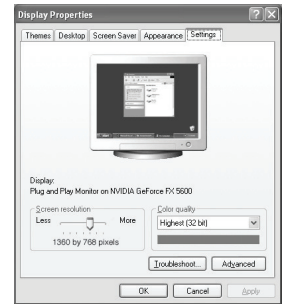 Display Properties
Themes Desktop Screen Saver Appearance Settings
Display:
Plug and Play Monitor on NVIDIA GeForce FX 5600
Screen resolution
Less More
1360 by 768 pixels
Color quality
Highest (32 bit)
Troubleshoot... Advanced
OK Cancel Apply